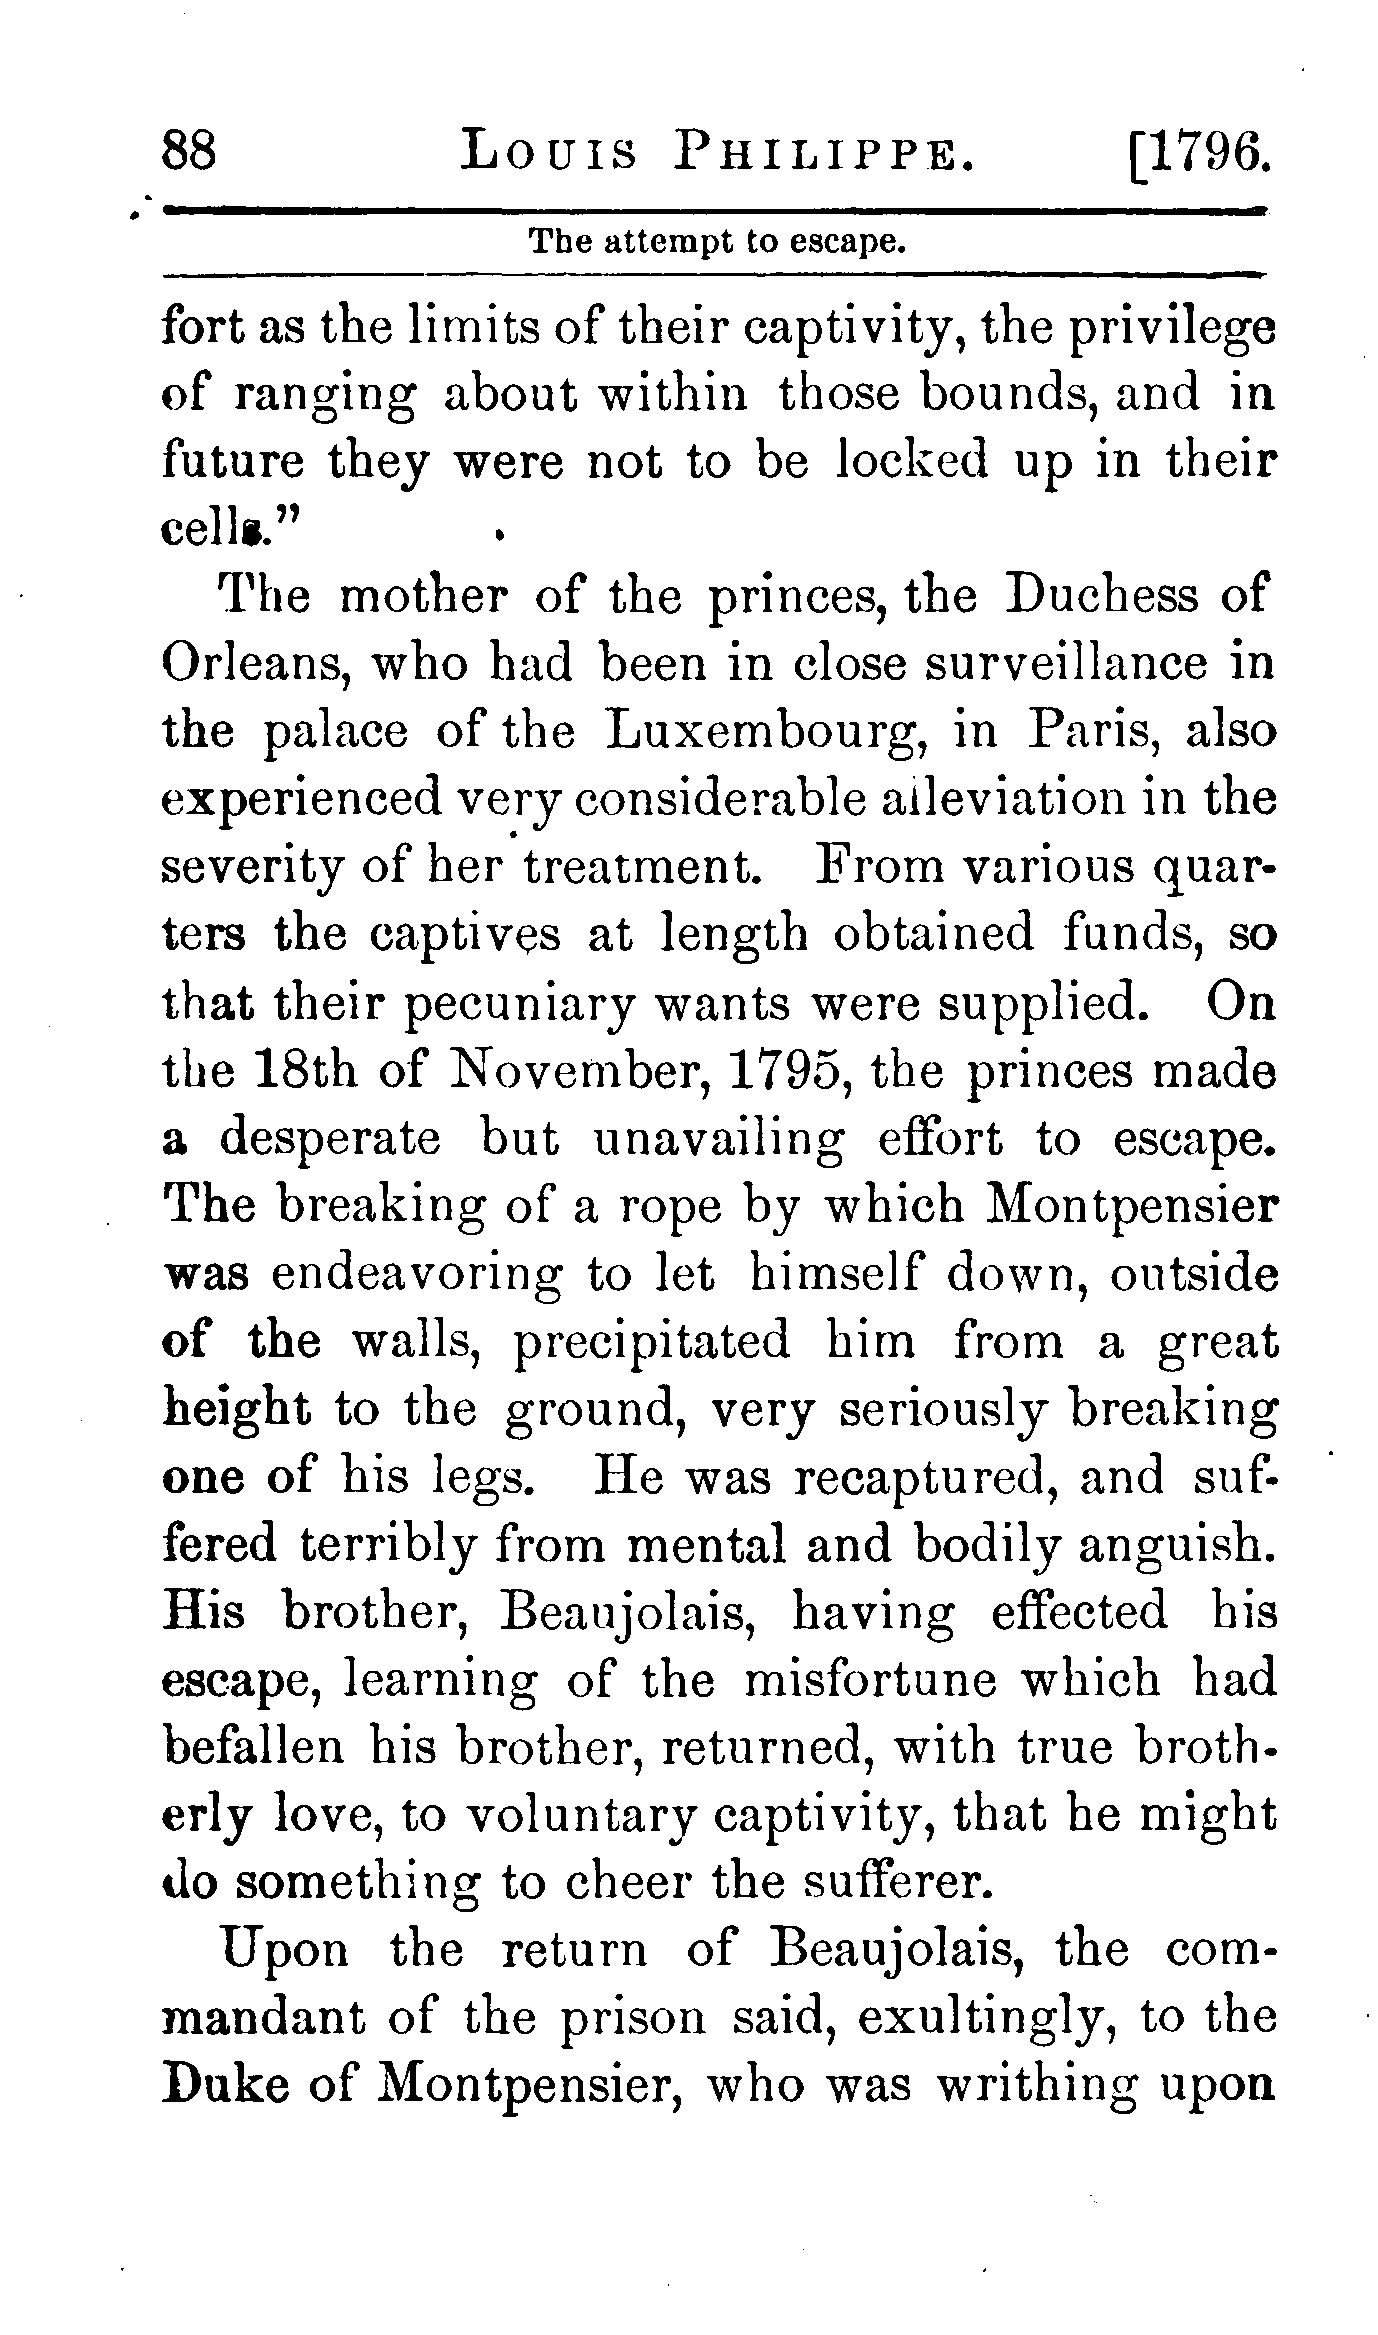 88 LOUIS PHILIPPE. [1796.
The attempt to escape.
fort as the limits of their captivity, the privilege
of ranging about within those bounds, and in
future they were not to be locked up in their
cells.”
The mother of the princes, the Duchess of
Orleans, who had been in close surveillance in
the palace of the Luxembourg, in Paris, also
experienced very considerable alleviation in the
severity of her treatment. From various quar-
ters the captives at length obtained funds, so
that their pecuniary wants were supplied. On
the 18th of November, 1795, the princes made
a desperate but unavailing effort to escape.
The breaking of a rope by which Montpensier
was endeavoring to let himself down, outside
of the walls, precipitated him from a great
height to the ground, very seriously breaking
one of his legs. He was recaptured, and suf-
fered terribly from mental and bodily anguish.
His brother, Beaujolais, having effected his
escape, learning of the misfortune which had
befallen his brother, returned, with true broth-
erly love, to voluntary captivity, that he might
do something to cheer the sufferer.
Upon the return of Beaujolais, the com-
mandant of the prison said, exultingly, to the
Duke of Montpensier, who was writhing upon